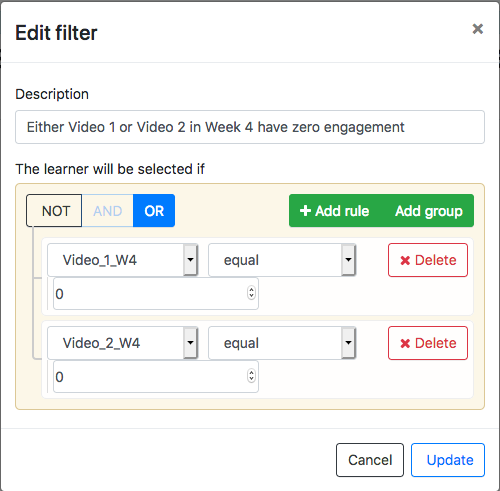 Edit filter ×
Description
Either Video 1 or Video 2 in Week 4 have zero engagement
The learner will be selected if
NOT AND OR + Add rule Add group
Video_1_W4 equal × Delete
0
Video_2_W4 equal × Delete
0
Cancel Update